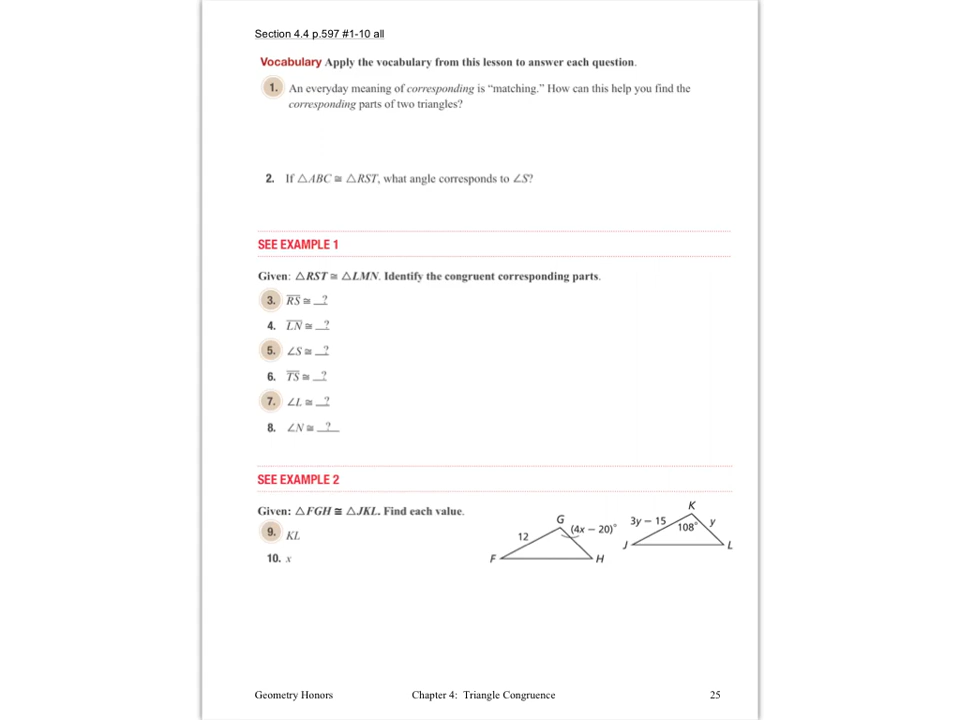 Section 4.4 p.597 #1-10 all
Vocabulary Apply the vocabulary from this lesson to answer each question.
1. An everyday meaning of corresponding is “matching.” How can this help you find the
corresponding parts of two triangles?
2. If △ABC ≅ △RST, what angle corresponds to ∠S?
SEE EXAMPLE 1
Given: △RST ≅ △LMN. Identify the congruent corresponding parts.
3. R̅S̅ ≅ _?
4. L̅N̅ ≅ _?
5. ∠S ≅ _?
6. T̅S̅ ≅ _?
7. ∠L ≅ _?
8. ∠N ≅ _?_
SEE EXAMPLE 2
Given: △FGH ≅ △JKL. Find each value.
9. KL
10. x
G
12
(4x − 20)°
F
H
K
3y − 15
108°
y
J
L
Geometry Honors Chapter 4: Triangle Congruence 25